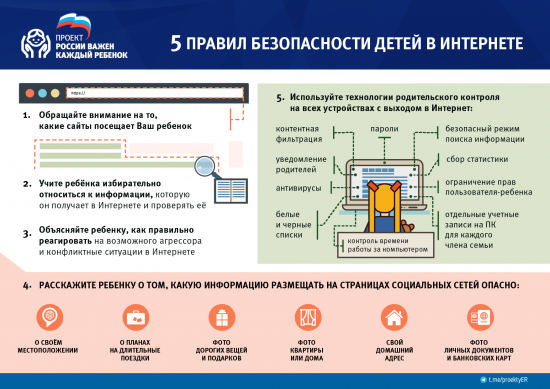 ПРОЕКТ
РОССИИ ВАЖЕН
КАЖДЫЙ РЕБЕНОК
5 ПРАВИЛ БЕЗОПАСНОСТИ ДЕТЕЙ В ИНТЕРНЕТЕ
https://
1. Обращайте внимание на то,
какие сайты посещает Ваш ребенок
2. Учите ребёнка избирательно
относиться к информации, которую
он получает в Интернете и проверять её
3. Объясняйте ребенку, как правильно
реагировать на возможного агрессора
и конфликтные ситуации в Интернете
5. Используйте технологии родительского контроля
на всех устройствах с выходом в Интернет:
контентная
фильтрация
пароли
безопасный режим
поиска информации
уведомление
родителей
сбор статистики
антивирусы
ограничение прав
пользователя-ребенка
белые
и черные
списки
отдельные учетные
записи на ПК
для каждого
члена семьи
контроль времени
работы за компьютером
4. РАССКАЖИТЕ РЕБЕНКУ О ТОМ, КАКУЮ ИНФОРМАЦИЮ РАЗМЕЩАТЬ НА СТРАНИЦАХ СОЦИАЛЬНЫХ СЕТЕЙ ОПАСНО:
О СВОЁМ
МЕСТОПОЛОЖЕНИИ
О ПЛАНАХ
НА ДЛИТЕЛЬНЫЕ
ПОЕЗДКИ
ФОТО
ДОРОГИХ ВЕЩЕЙ
И ПОДАРКОВ
ФОТО
КВАРТИРЫ
ИЛИ ДОМА
СВОЙ
ДОМАШНИЙ
АДРЕС
ФОТО
ЛИЧНЫХ ДОКУМЕНТОВ
И БАНКОВСКИХ КАРТ
t.me/proektyER